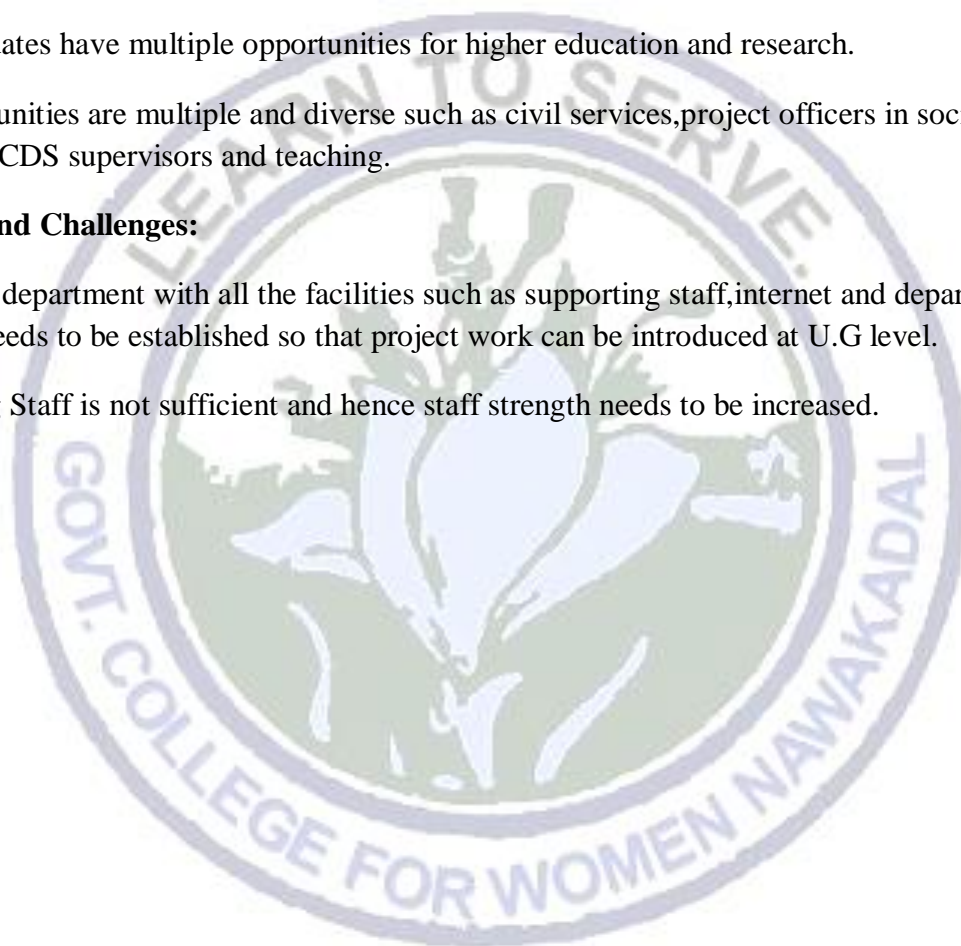 uates have multiple opportunities for higher education and research.
unities are multiple and diverse such as civil services,project officers in soci
CDS supervisors and teaching.
nd Challenges:
department with all the facilities such as supporting staff,internet and depar
eeds to be established so that project work can be introduced at U.G level.
g Staff is not sufficient and hence staff strength needs to be increased.
LEARN TO SERVE.
GOVT. COLLEGE FOR WOMEN NAWAKADAL